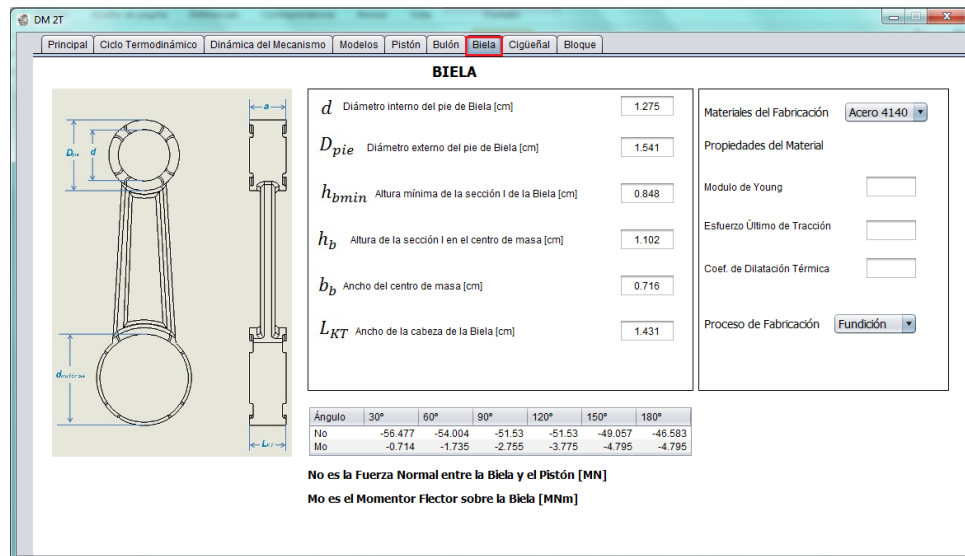 DM 2T
Principal Ciclo Termodinámico Dinámica del Mecanismo Modelos Pistón Bulón Biela Cigüeñal Bloque
BIELA
a
D
d
d
L
d Diámetro interno del pie de Biela [cm] 1.275
D_pie Diámetro externo del pie de Biela [cm] 1.541
h_bmin Altura mínima de la sección I de la Biela [cm] 0.848
h_b Altura de la sección I en el centro de masa [cm] 1.102
b_b Ancho del centro de masa [cm] 0.716
L_KT Ancho de la cabeza de la Biela [cm] 1.431
Materiales del Fabricación Acero 4140
Propiedades del Material
Modulo de Young
Esfuerzo Último de Tracción
Coef. de Dilatación Térmica
Proceso de Fabricación Fundición
Ángulo 30° 60° 90° 120° 150° 180°
No -56.477 -54.004 -51.53 -51.53 -49.057 -46.583
Mo -0.714 -1.735 -2.755 -3.775 -4.795 -4.795
No es la Fuerza Normal entre la Biela y el Pistón [MN]
Mo es el Momentor Flector sobre la Biela [MNm]